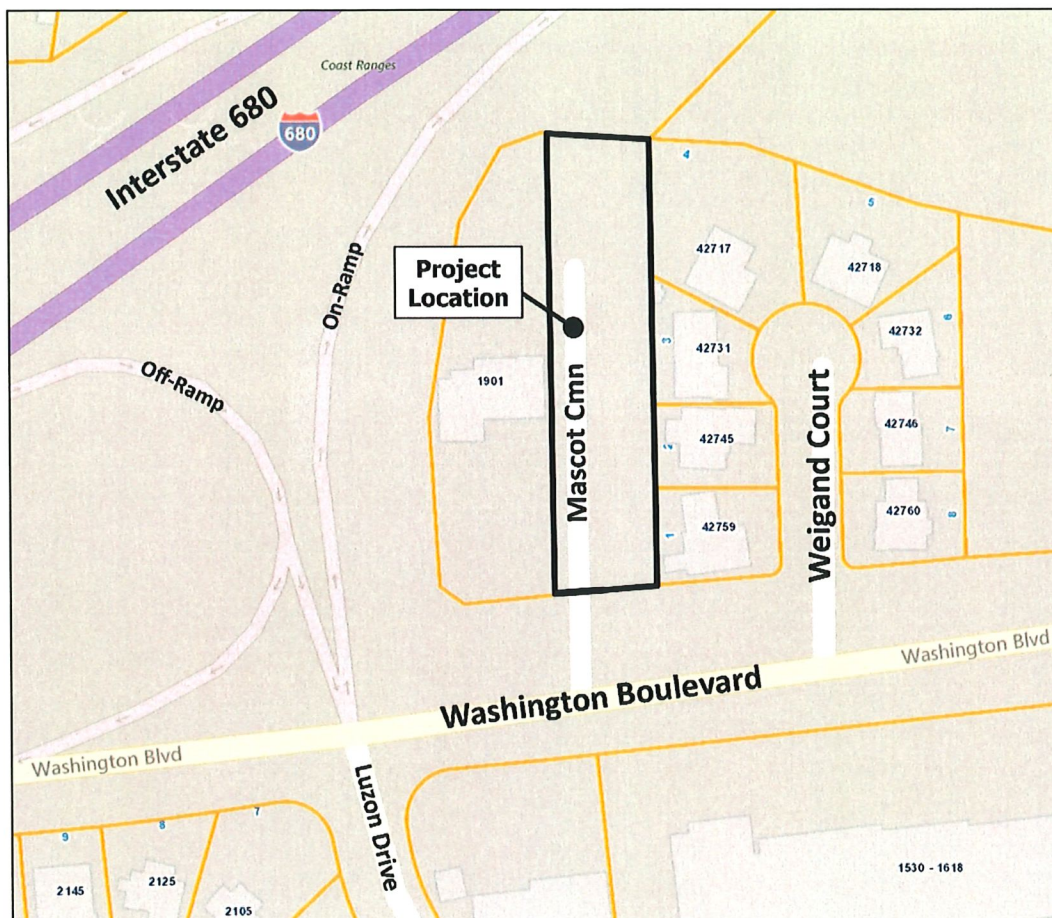 Coast Ranges
Interstate 680
680
On-Ramp
Off-Ramp
Project
Location
4
5
42717
42718
3
42731
42732
6
1901
Mascot Cmn
2
42745
42746
7
Weigand Court
1
42759
42760
8
Washington Boulevard
Washington Blvd
Washington Blvd
Luzon Drive
9
8
7
2145
2125
2105
1530 - 1618